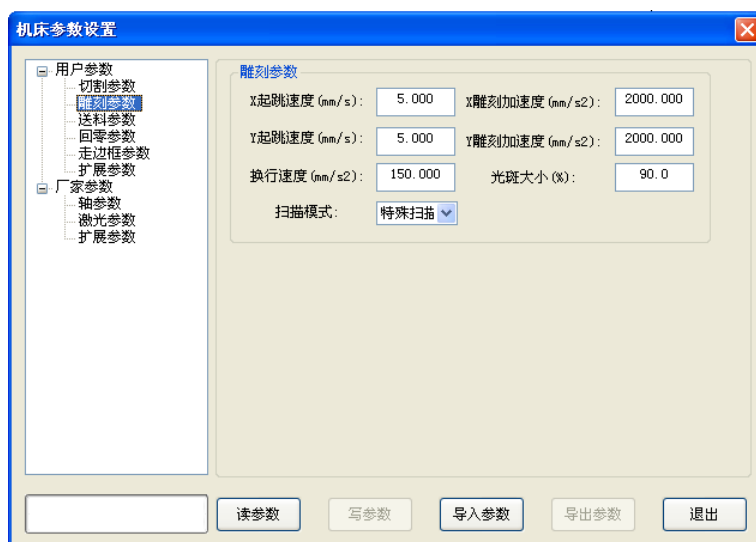 机床参数设置
用户参数
切割参数
雕刻参数
送料参数
回零参数
走边框参数
扩展参数
厂家参数
轴参数
激光参数
扩展参数
雕刻参数
X起跳速度(mm/s): 5.000 X雕刻加速度(mm/s2): 2000.000
Y起跳速度(mm/s): 5.000 Y雕刻加速度(mm/s2): 2000.000
换行速度(mm/s2): 150.000 光斑大小(%): 90.0
扫描模式: 特殊扫描
读参数 写参数 导入参数 导出参数 退出